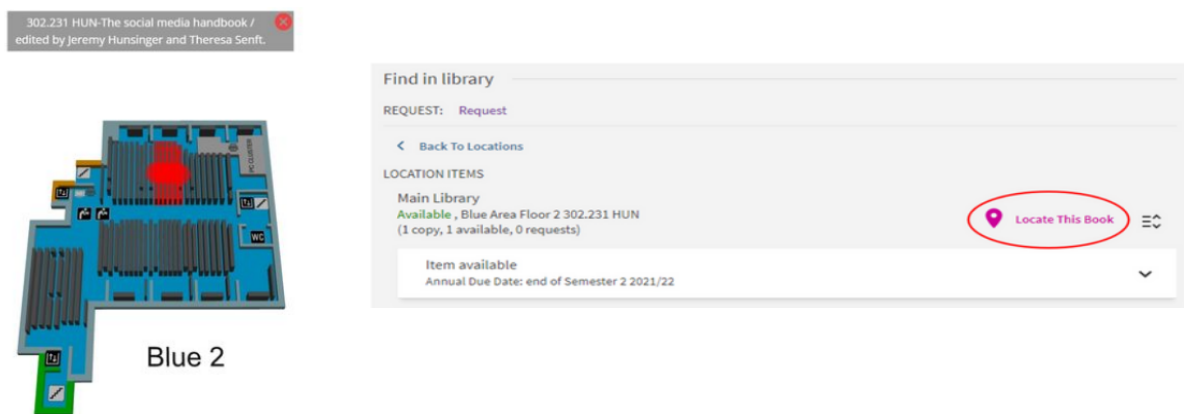 302.231 HUN-The social media handbook /
edited by Jeremy Hunsinger and Theresa Senft.
PC CLUSTER
WC
Blue 2
Find in library
REQUEST: Request
Back To Locations
LOCATION ITEMS
Main Library
Available , Blue Area Floor 2 302.231 HUN
(1 copy, 1 available, 0 requests)
Locate This Book
Item available
Annual Due Date: end of Semester 2 2021/22